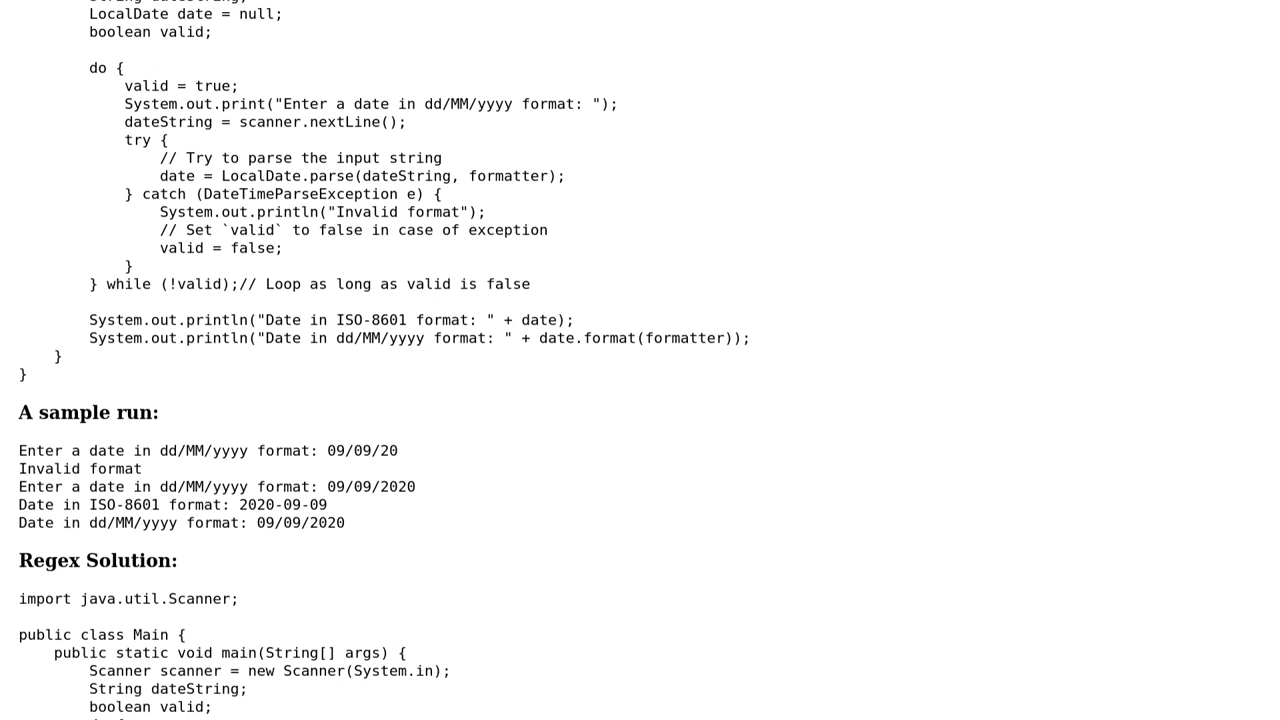 LocalDate date = null;
boolean valid;
do {
valid = true;
System.out.print("Enter a date in dd/MM/yyyy format: ");
dateString = scanner.nextLine();
try {
// Try to parse the input string
date = LocalDate.parse(dateString, formatter);
} catch (DateTimeParseException e) {
System.out.println("Invalid format");
// Set `valid` to false in case of exception
valid = false;
}
} while (!valid);// Loop as long as valid is false
System.out.println("Date in ISO-8601 format: " + date);
System.out.println("Date in dd/MM/yyyy format: " + date.format(formatter));
}
}
A sample run:
Enter a date in dd/MM/yyyy format: 09/09/20
Invalid format
Enter a date in dd/MM/yyyy format: 09/09/2020
Date in ISO-8601 format: 2020-09-09
Date in dd/MM/yyyy format: 09/09/2020
Regex Solution:
import java.util.Scanner;
public class Main {
public static void main(String[] args) {
Scanner scanner = new Scanner(System.in);
String dateString;
boolean valid;